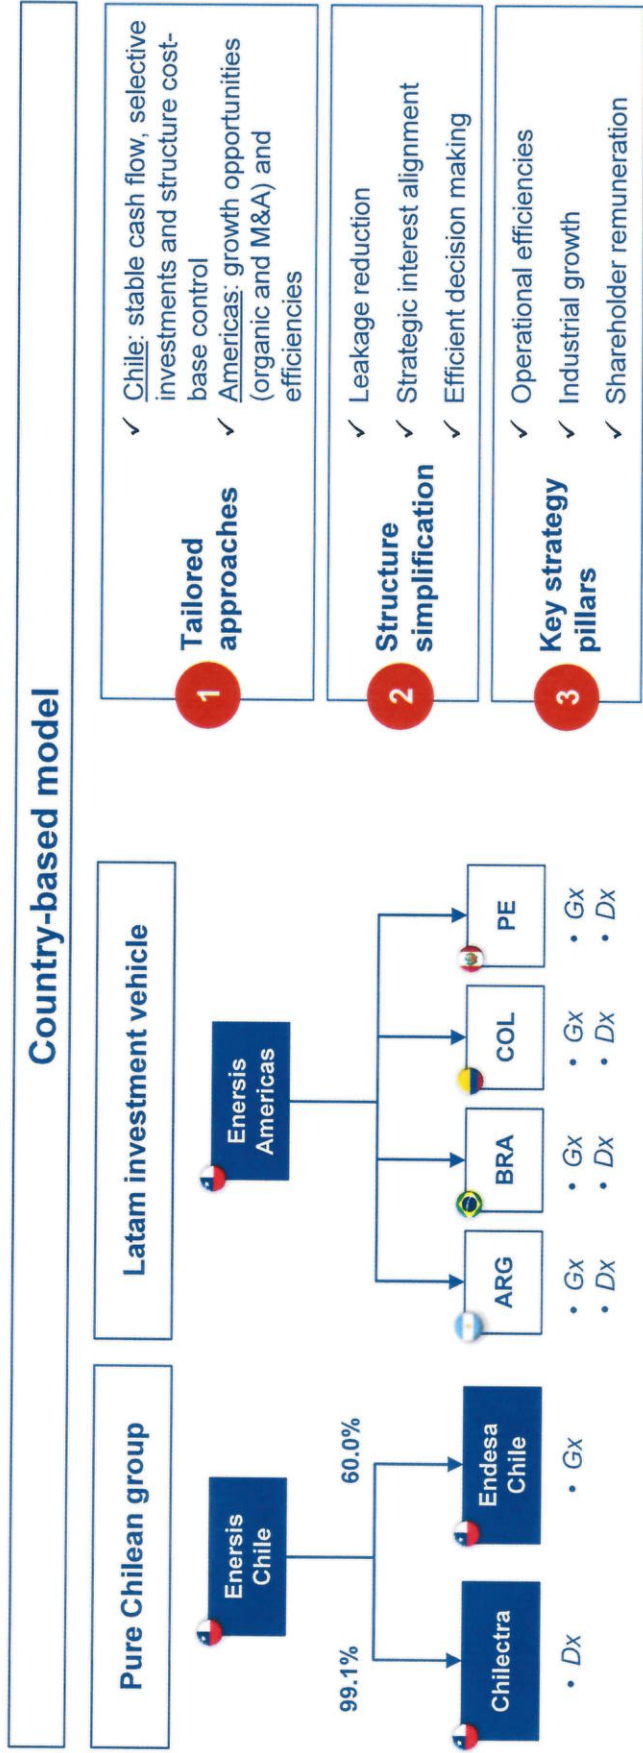 Country-based model
Pure Chilean group
Enersis
Chile
99.1%
60.0%
Chilectra
Endesa
Chile
• Dx
• Gx
Latam investment vehicle
Enersis
Americas
ARG
BRA
COL
PE
• Gx
• Dx
• Gx
• Dx
• Gx
• Dx
• Gx
• Dx
1
Tailored
approaches
✓ Chile: stable cash flow, selective
investments and structure cost-
base control
✓ Americas: growth opportunities
(organic and M&A) and
efficiencies
2
Structure
simplification
✓ Leakage reduction
✓ Strategic interest alignment
✓ Efficient decision making
3
Key strategy
pillars
✓ Operational efficiencies
✓ Industrial growth
✓ Shareholder remuneration